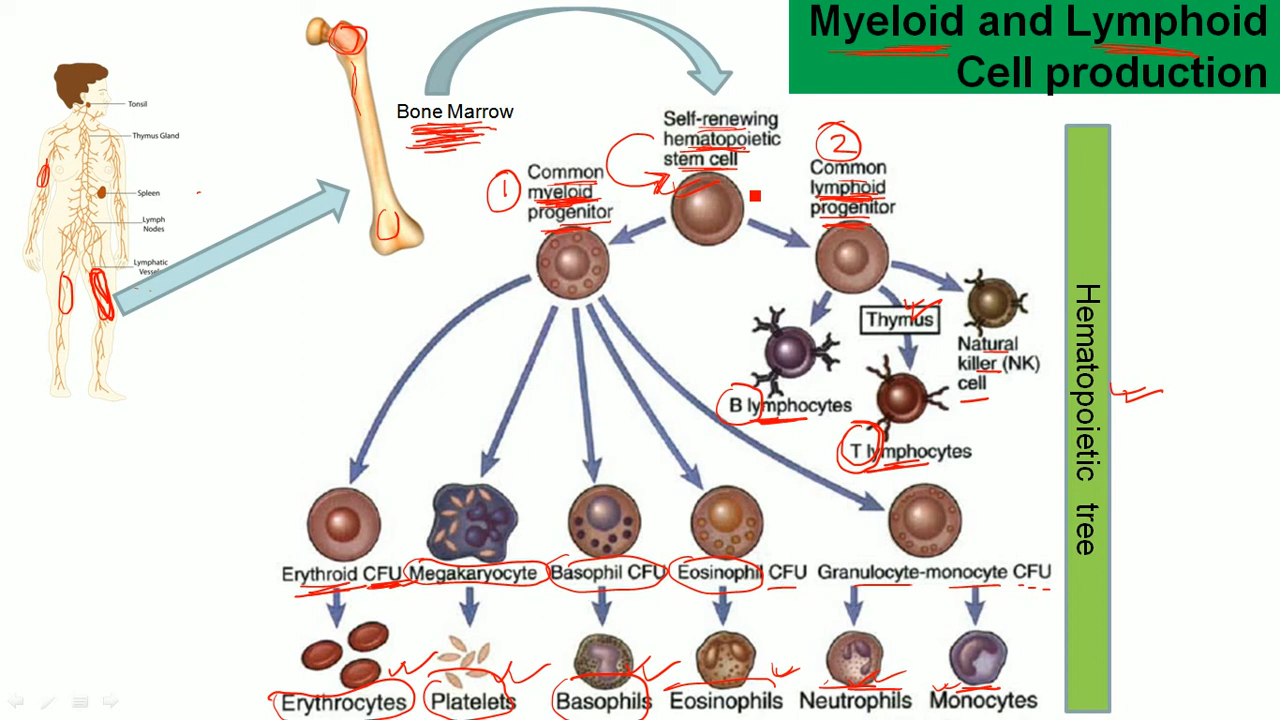 Myeloid and Lymphoid
Cell production
Tonsil
Thymus Gland
Spleen
Lymph
Nodes
Lymphatic
Bone Marrow
Self-renewing
hematopoietic
stem cell
1
Common
myeloid
progenitor
2
Common
lymphoid
progenitor
Thymus
Natural
killer (NK)
cell
B lymphocytes
T lymphocytes
Erythroid CFU
Megakaryocyte
Basophil CFU
Eosinophil CFU
Granulocyte-monocyte CFU
Erythrocytes
Platelets
Basophils
Eosinophils
Neutrophils
Monocytes
Hematopoietic tree